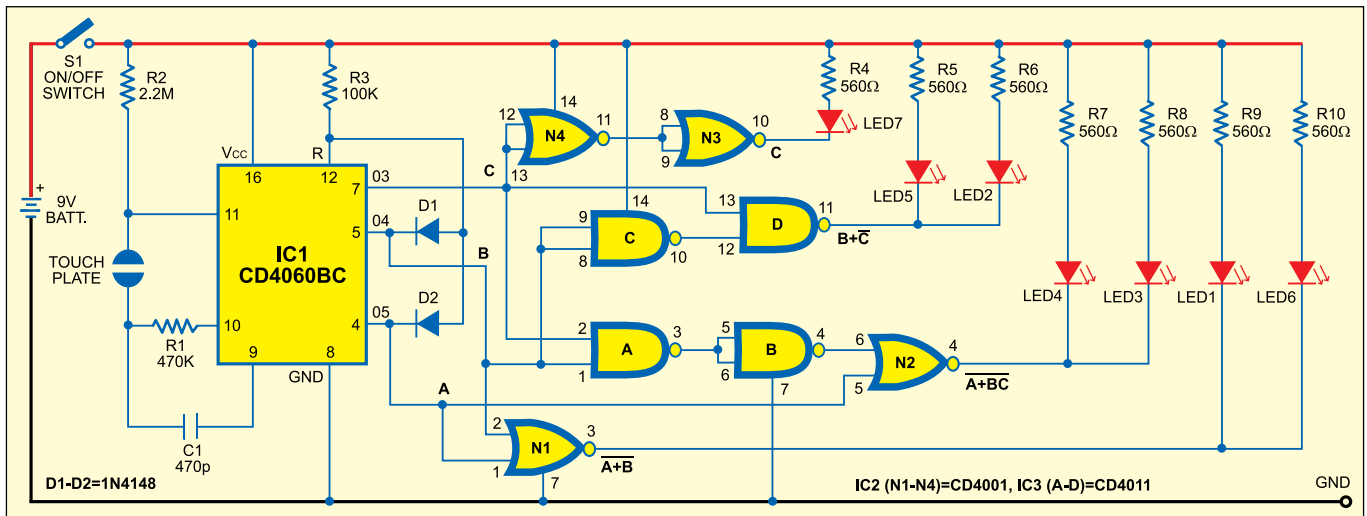 S1
ON/OFF
SWITCH
R2
2.2M
R3
100K
VCC
R
16
12
11
7
03
04
5
IC1
CD4060BC
05
4
10
9
8
GND
+
9V
BATT.
TOUCH
PLATE
R1
470K
C1
470p
D1
D2
B
A
C
12
13
14
N4
11
8
9
N3
10
C
R4
560Ω
LED7
R5
560Ω
LED5
R6
560Ω
LED2
14
9
8
C
10
13
12
D
11
B+C̅
2
1
A
3
5
6
B
4
7
6
5
N2
4
A̅+̅B̅C̅
2
1
N1
3
7
A̅+̅B̅
R7
560Ω
LED4
R8
560Ω
LED3
R9
560Ω
LED1
R10
560Ω
LED6
D1-D2=1N4148
IC2 (N1-N4)=CD4001, IC3 (A-D)=CD4011
GND